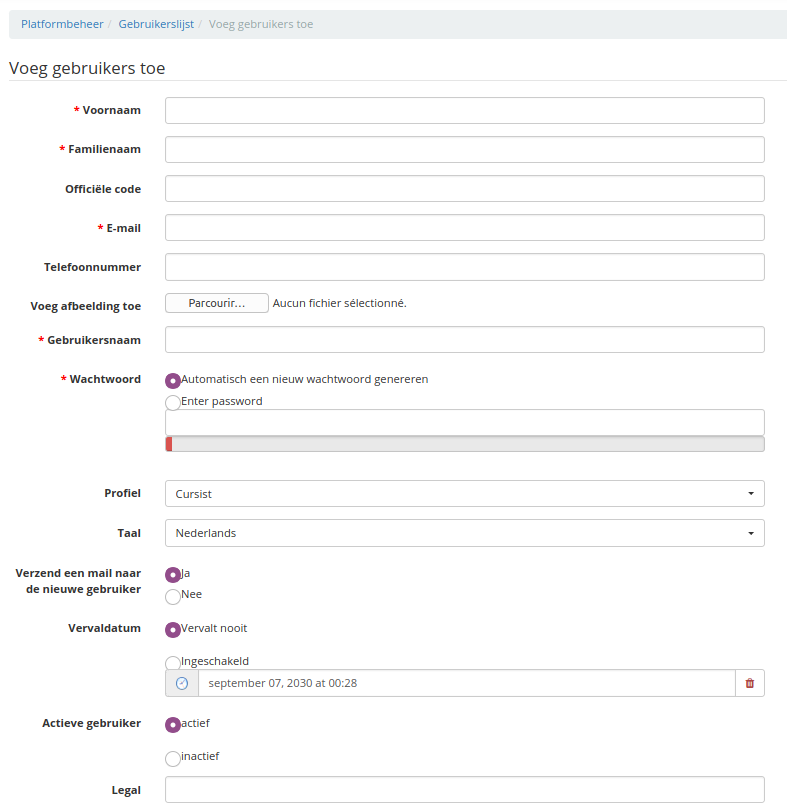 Platformbeheer / Gebruikerslijst / Voeg gebruikers toe
Voeg gebruikers toe
* Voornaam
* Familienaam
Officiële code
* E-mail
Telefoonnummer
Voeg afbeelding toe Parcourir... Aucun fichier sélectionné.
* Gebruikersnaam
* Wachtwoord Automatisch een nieuw wachtwoord genereren
Enter password
Profiel Cursist
Taal Nederlands
Verzend een mail naar Ja
de nieuwe gebruiker Nee
Vervaldatum Vervalt nooit
Ingeschakeld
september 07, 2030 at 00:28
Actieve gebruiker actief
inactief
Legal